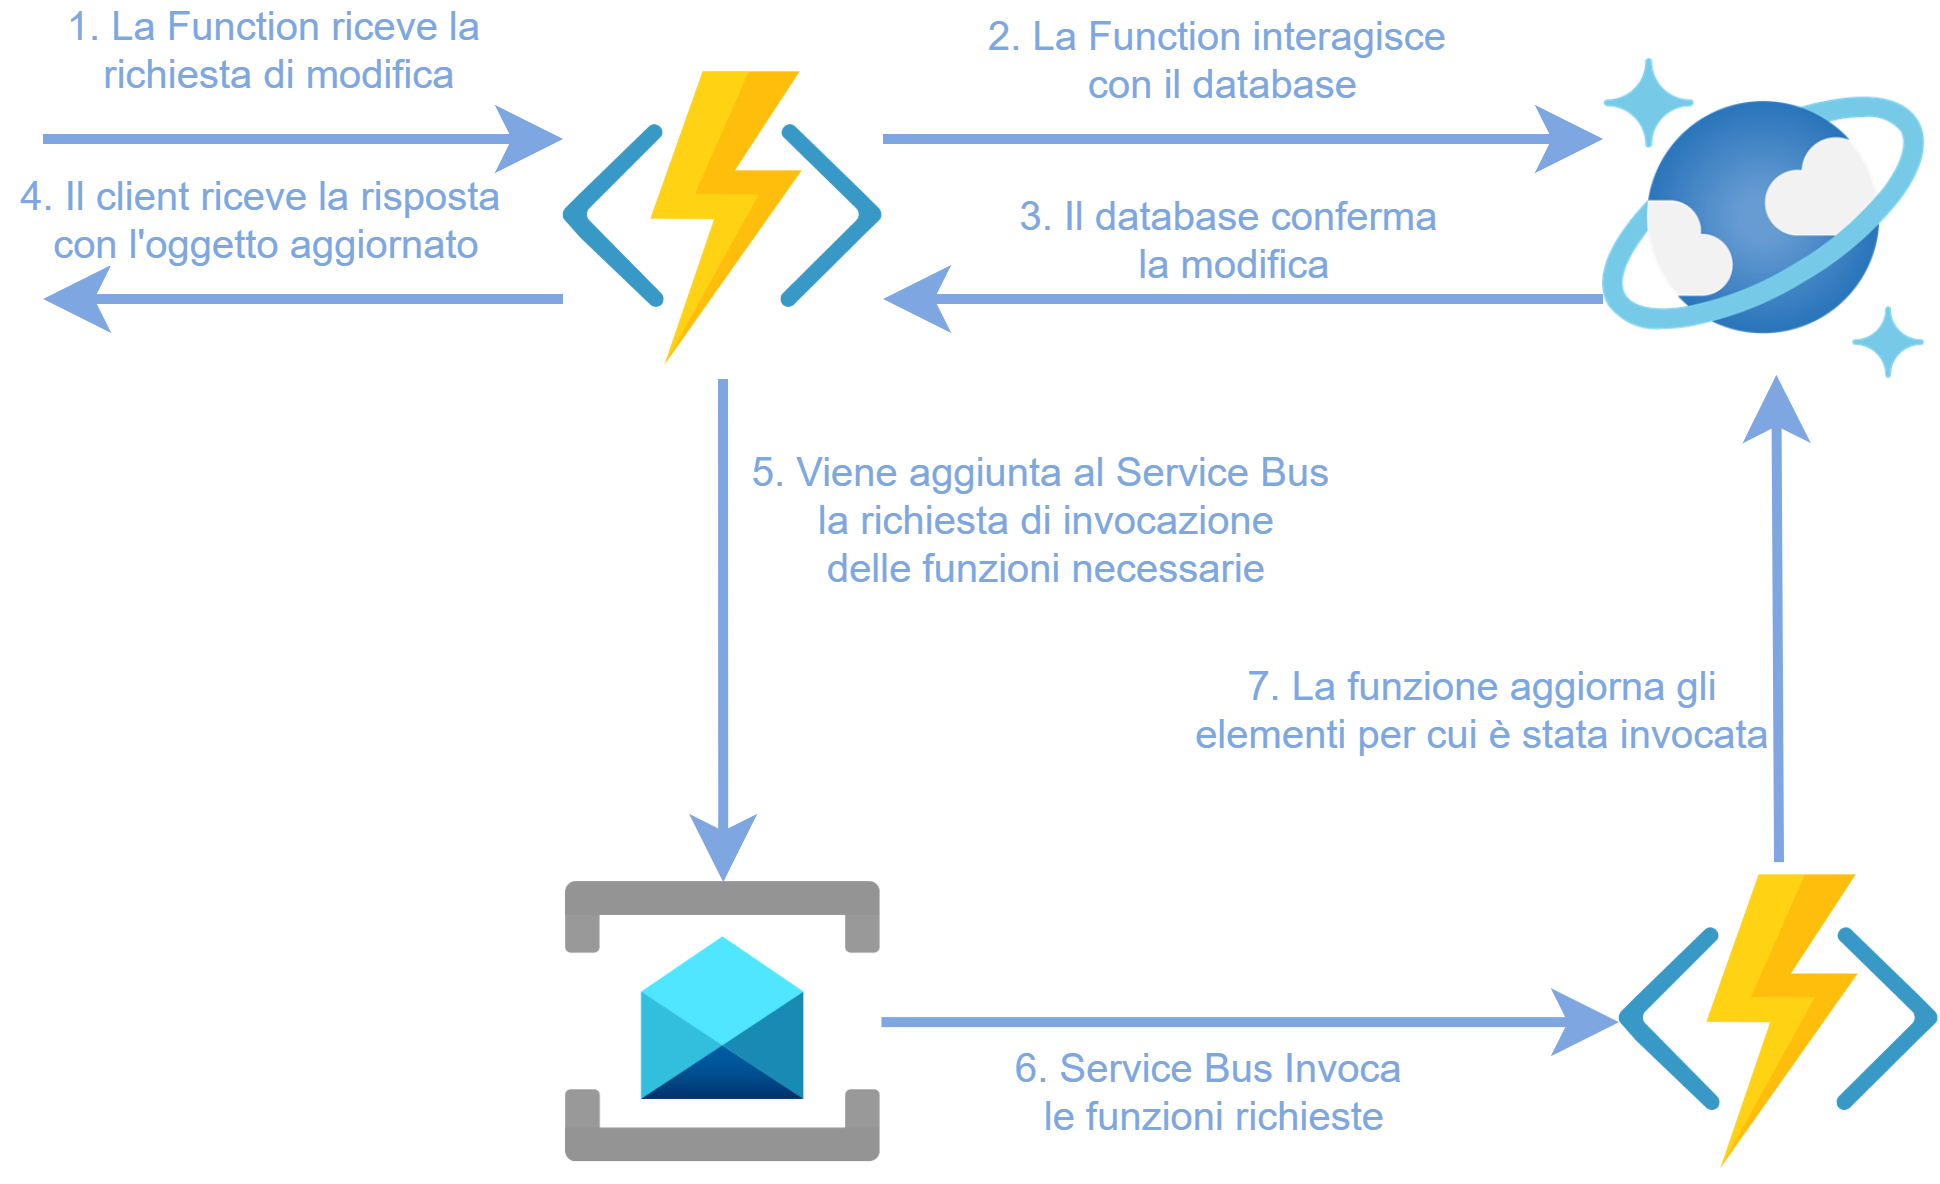 1. La Function riceve la
richiesta di modifica
2. La Function interagisce
con il database
4. Il client riceve la risposta
con l'oggetto aggiornato
3. Il database conferma
la modifica
5. Viene aggiunta al Service Bus
la richiesta di invocazione
delle funzioni necessarie
7. La funzione aggiorna gli
elementi per cui è stata invocata
6. Service Bus Invoca
le funzioni richieste